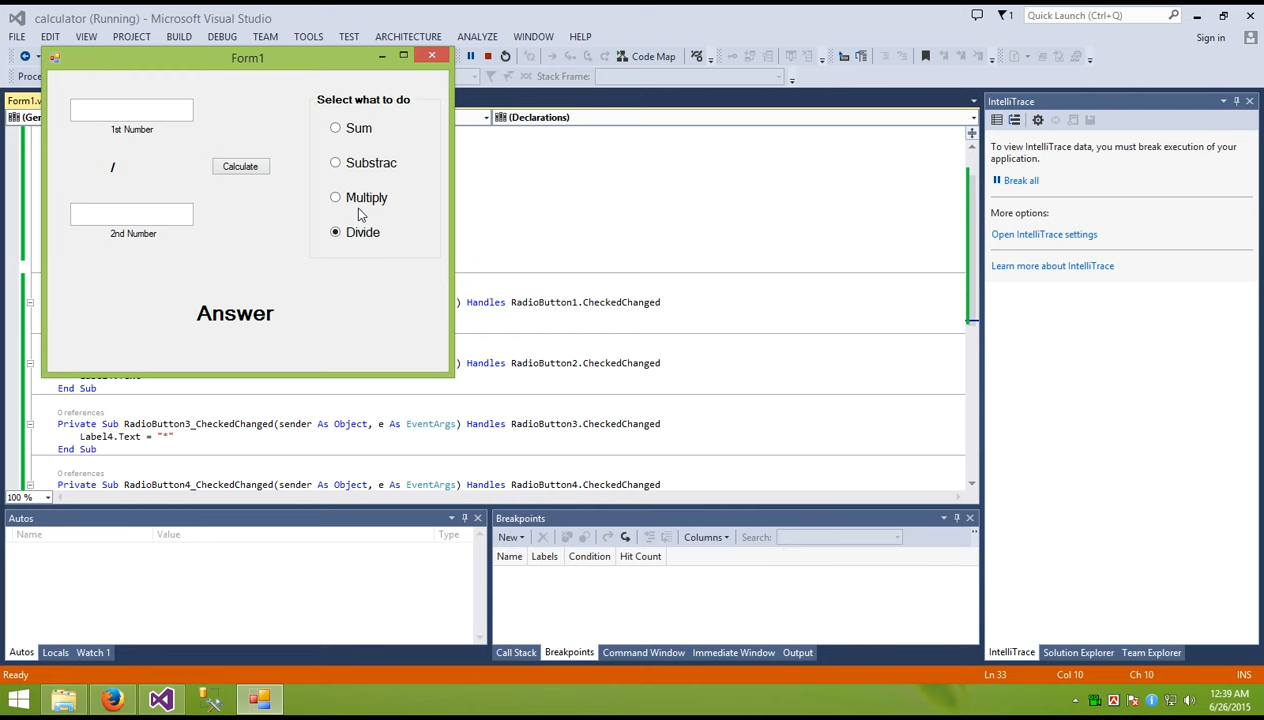 calculator (Running) - Microsoft Visual Studio
1
Quick Launch (Ctrl+Q)
FILE EDIT VIEW PROJECT BUILD DEBUG TEAM TOOLS TEST ARCHITECTURE ANALYZE WINDOW HELP
Sign in
Form1
Code Map
Proce
Stack Frame:
Form1.v
(Ger
(Declarations)
1st Number
/
Calculate
2nd Number
Answer
Select what to do
Sum
Substrac
Multiply
Divide
) Handles RadioButton1.CheckedChanged
) Handles RadioButton2.CheckedChanged
End Sub
0 references
Private Sub RadioButton3_CheckedChanged(sender As Object, e As EventArgs) Handles RadioButton3.CheckedChanged
Label4.Text = "*"
End Sub
0 references
Private Sub RadioButton4_CheckedChanged(sender As Object, e As EventArgs) Handles RadioButton4.CheckedChanged
100 %
IntelliTrace
To view IntelliTrace data, you must break execution of your
application.
Break all
More options:
Open IntelliTrace settings
Learn more about IntelliTrace
Autos
Name Value Type
Autos Locals Watch 1
Breakpoints
New Columns Search:
Name Labels Condition Hit Count
Call Stack Breakpoints Command Window Immediate Window Output
IntelliTrace Solution Explorer Team Explorer
Ready
Ln 33 Col 10 Ch 10 INS
12:39 AM
6/26/2015